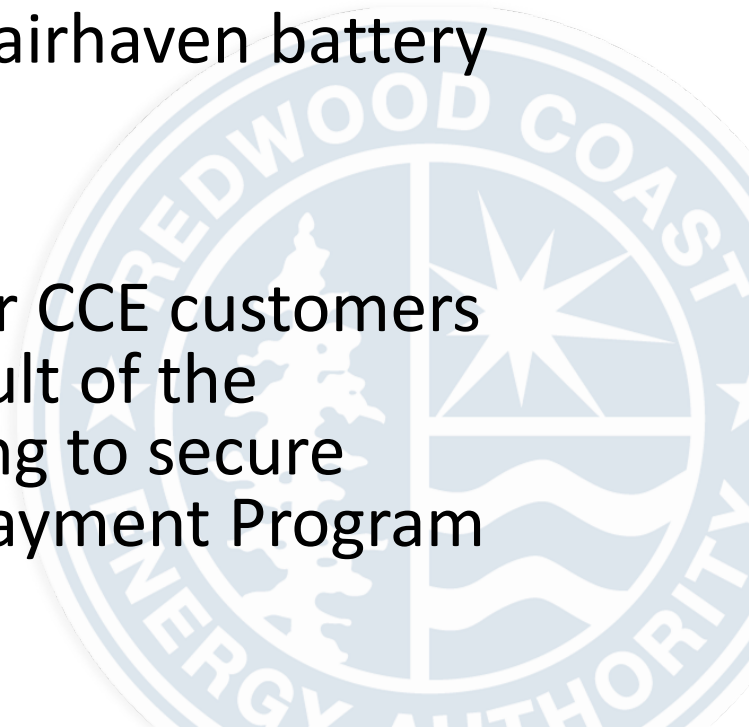 airhaven battery
r CCE customers
ult of the
ng to secure
ayment Program
REDWOOD COAST
ENERGY AUTHORITY